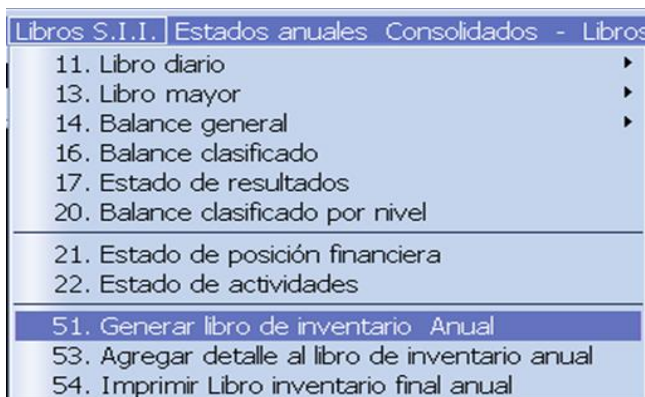 Libros S.I.I. Estados anuales Consolidados - Libros
11. Libro diario
13. Libro mayor
14. Balance general
16. Balance clasificado
17. Estado de resultados
20. Balance clasificado por nivel
21. Estado de posición financiera
22. Estado de actividades
51. Generar libro de inventario Anual
53. Agregar detalle al libro de inventario anual
54. Imprimir Libro inventario final anual